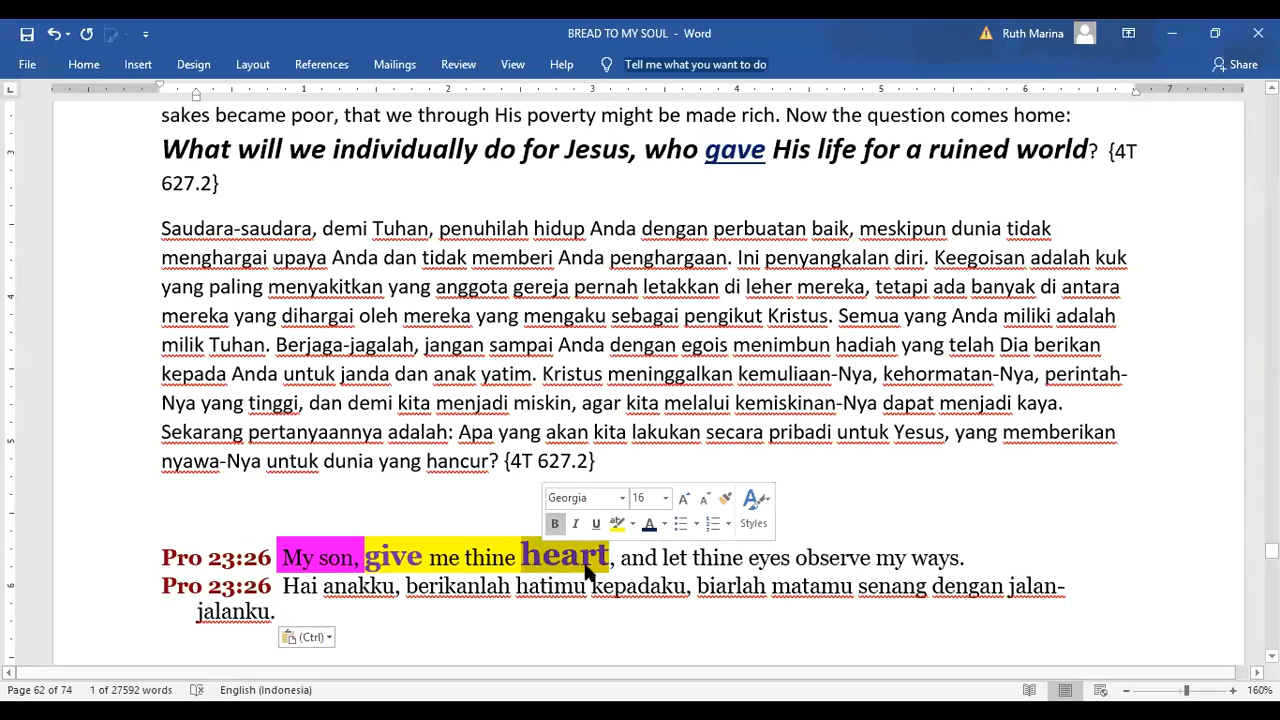 BREAD TO MY SOUL - Word
Ruth Marina
File Home Insert Design Layout References Mailings Review View Help Tell me what you want to do Share
1 2 3 4 5 6 7
sakes became poor, that we through His poverty might be made rich. Now the question comes home:
What will we individually do for Jesus, who gave His life for a ruined world? {4T
627.2}
Saudara-saudara, demi Tuhan, penuhilah hidup Anda dengan perbuatan baik, meskipun dunia tidak
menghargai upaya Anda dan tidak memberi Anda penghargaan. Ini penyangkalan diri. Keegoisan adalah kuk
yang paling menyakitkan yang anggota gereja pernah letakkan di leher mereka, tetapi ada banyak di antara
mereka yang dihargai oleh mereka yang mengaku sebagai pengikut Kristus. Semua yang Anda miliki adalah
milik Tuhan. Berjaga-jagalah, jangan sampai Anda dengan egois menimbun hadiah yang telah Dia berikan
kepada Anda untuk janda dan anak yatim. Kristus meninggalkan kemuliaan-Nya, kehormatan-Nya, perintah-
Nya yang tinggi, dan demi kita menjadi miskin, agar kita melalui kemiskinan-Nya dapat menjadi kaya.
Sekarang pertanyaannya adalah: Apa yang akan kita lakukan secara pribadi untuk Yesus, yang memberikan
nyawa-Nya untuk dunia yang hancur? {4T 627.2}
Georgia 16
B I U A Styles
Pro 23:26 My son, give me thine heart, and let thine eyes observe my ways.
Pro 23:26 Hai anakku, berikanlah hatimu kepadaku, biarlah matamu senang dengan jalan-
jalanku.
(Ctrl)
Page 62 of 74 1 of 27592 words English (Indonesia) 160%